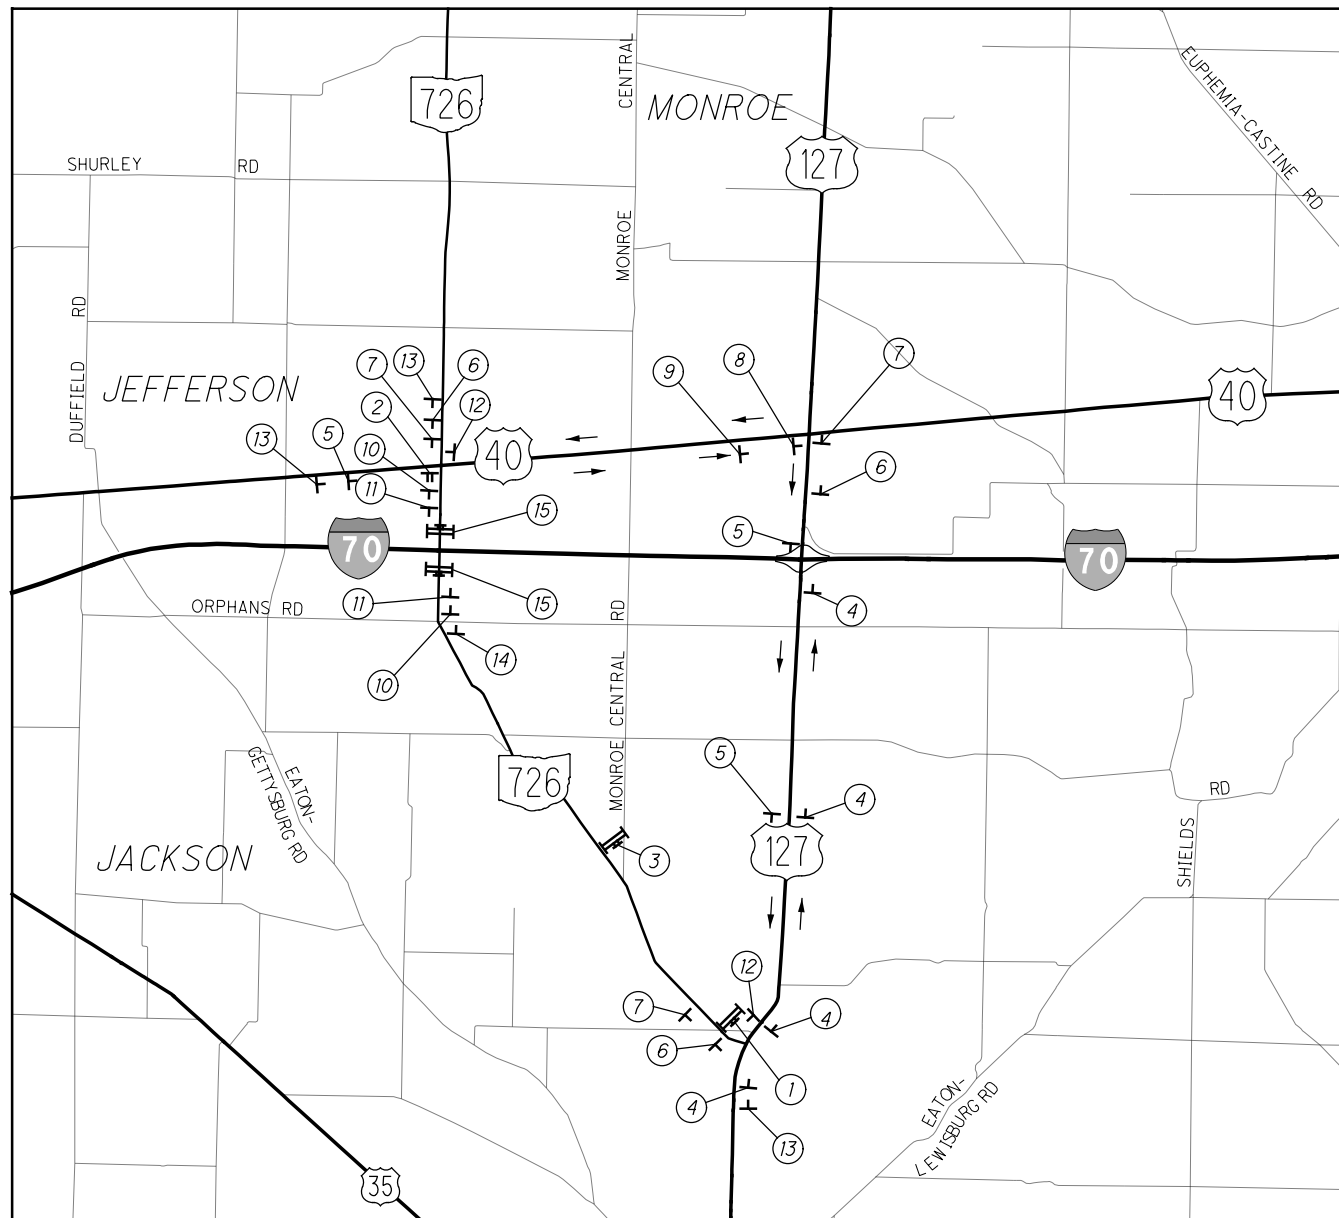 CENTRAL
726
MONROE
EUPHEMIA-CASTINE RD
127
SHURLEY RD
MONROE
RD
7
13
6
9
8
7
JEFFERSON
DUFFIELD
40
2
12
13
5
10
40
6
11
15
5
70
70
ORPHANS RD
11
15
RD
4
14
10
MONROE CENTRAL
GETTYSBURG RD
EATON-
726
5
4
RD
127
SHIELDS
JACKSON
3
12
7
4
6
4
1
EATON-
LEWISBURG RD
13
35